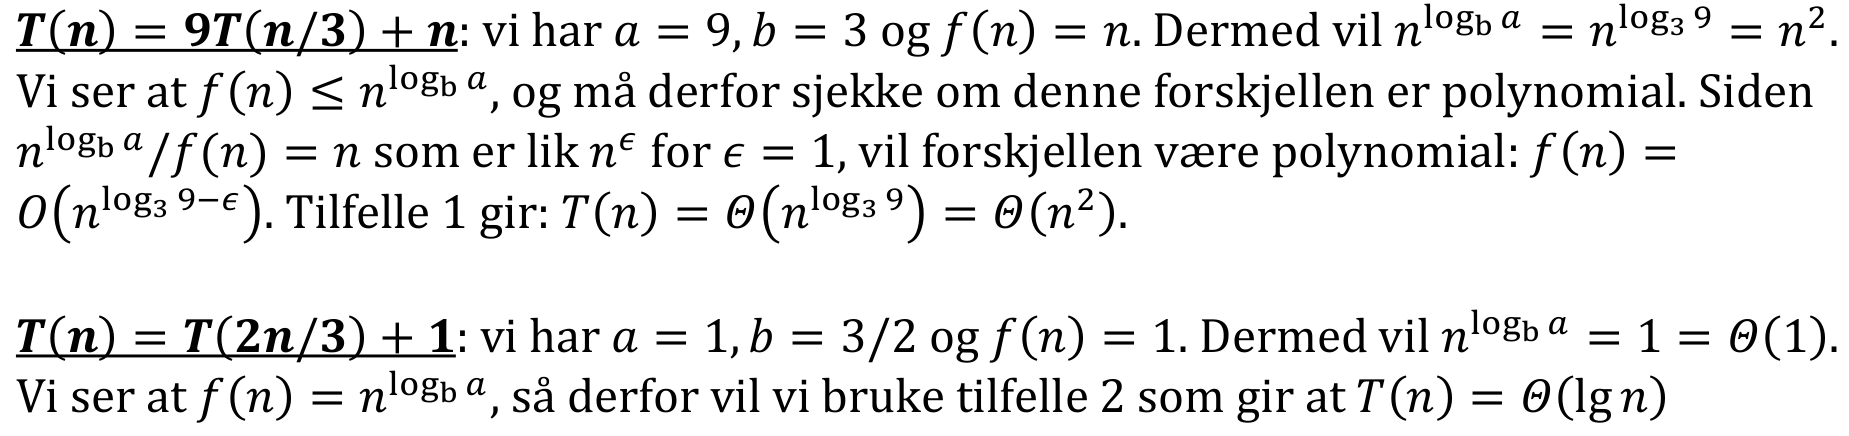 T(n) = 9T(n/3) + n: vi har a = 9, b = 3 og f(n) = n. Dermed vil n^{log_b a} = n^{log_3 9} = n².
Vi ser at f(n) ≤ n^{log_b a}, og må derfor sjekke om denne forskjellen er polynomial. Siden
n^{log_b a}/f(n) = n som er lik n^ϵ for ϵ = 1, vil forskjellen være polynomial: f(n) =
O(n^{log_3 9−ϵ}). Tilfelle 1 gir: T(n) = Θ(n^{log_3 9}) = Θ(n²).
T(n) = T(2n/3) + 1: vi har a = 1, b = 3/2 og f(n) = 1. Dermed vil n^{log_b a} = 1 = Θ(1).
Vi ser at f(n) = n^{log_b a}, så derfor vil vi bruke tilfelle 2 som gir at T(n) = Θ(lg n)